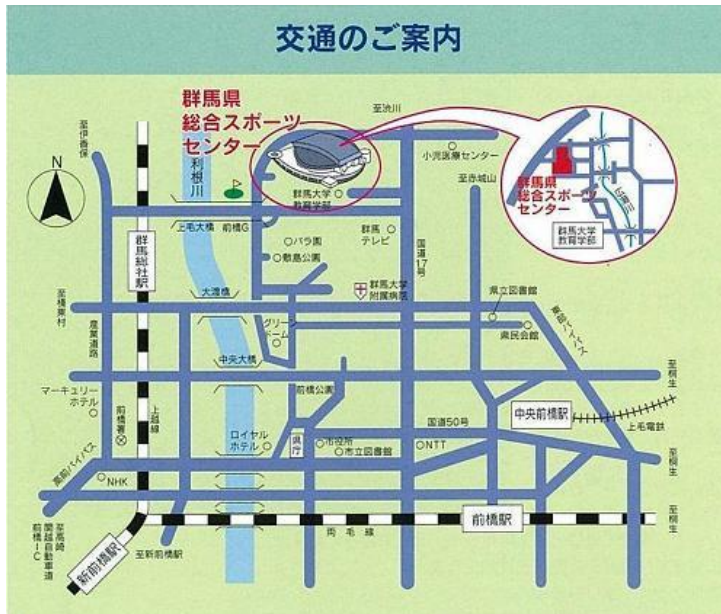 交通のご案内
群馬県
総合スポーツ
センター
至渋川
至伊香保
N
利根川
小児医療センター
至赤城山
群馬県
総合スポーツ
センター
群馬大学
教育学部
群馬大学
教育学部
上毛大橋
前橋G
バラ園
敷島公園
群馬
テレビ
国道17号
群馬総社駅
群馬大学
附属病院
県立図書館
県民会館
東部バイパス
大渡橋
グリーン
ドーム
産業道路
中央大橋
前橋公園
至桐生
マーキュリー
ホテル
前橋署
上越線
中央前橋駅
上毛電鉄
国道50号
ロイヤル
ホテル
県庁
市役所
市立図書館
NTT
至桐生
高前バイパス
NHK
前橋駅
至桐生
両毛線
至新前橋駅
新前橋駅
至高崎
関越自動車道
前橋IC